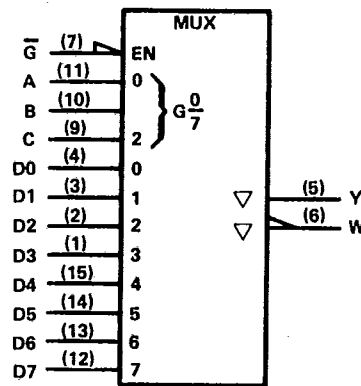 MUX
G̅ (7) EN
A (11) 0
B (10) G 0/7
C (9) 2
D0 (4) 0
D1 (3) 1 ▽ (5) Y
D2 (2) 2 ▽ (6) W
D3 (1) 3
D4 (15) 4
D5 (14) 5
D6 (13) 6
D7 (12) 7